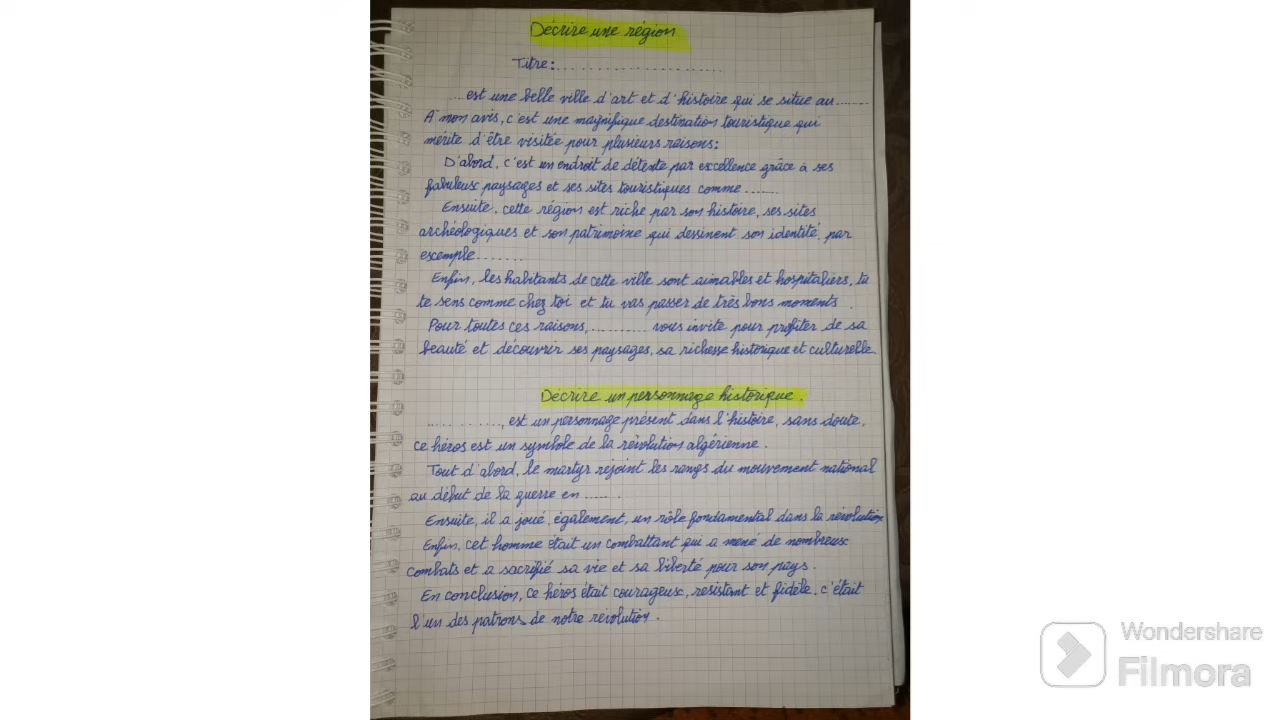 Décrire une région
Titre:......................
...est une belle ville d'art et d'histoire qui se situe au........
À mon avis, c'est une magnifique destination touristique qui
mérite d'être visitée pour plusieurs raisons:
D'abord, c'est un endroit de détente par excellence grâce à ses
fabuleux paysages et ses sites touristiques comme........
Ensuite, cette région est riche par son histoire, ses sites
archéologiques et son patrimoine qui dessinent son identité, par
exemple........
Enfin, les habitants de cette ville sont aimables et hospitaliers, tu
te sens comme chez toi et tu vas passer de très bons moments.
Pour toutes ces raisons,........... vous invite pour profiter de sa
beauté et découvrir ses paysages, sa richesse historique et culturelle
Décrire un personnage historique.
............, est un personnage présent dans l'histoire, sans doute,
ce héros est un symbole de la révolution algérienne.
Tout d'abord, le martyr rejoint les rangs du mouvement national
au début de la guerre en .......
Ensuite, il a joué, également, un rôle fondamental dans la révolution
Enfin, cet homme était un combattant qui a mené de nombreux
combats et a sacrifié sa vie et sa liberté pour son pays.
En conclusion, ce héros était courageux, résistant et fidèle, c'était
l'un des patrons de notre révolution.
Wondershare
Filmora